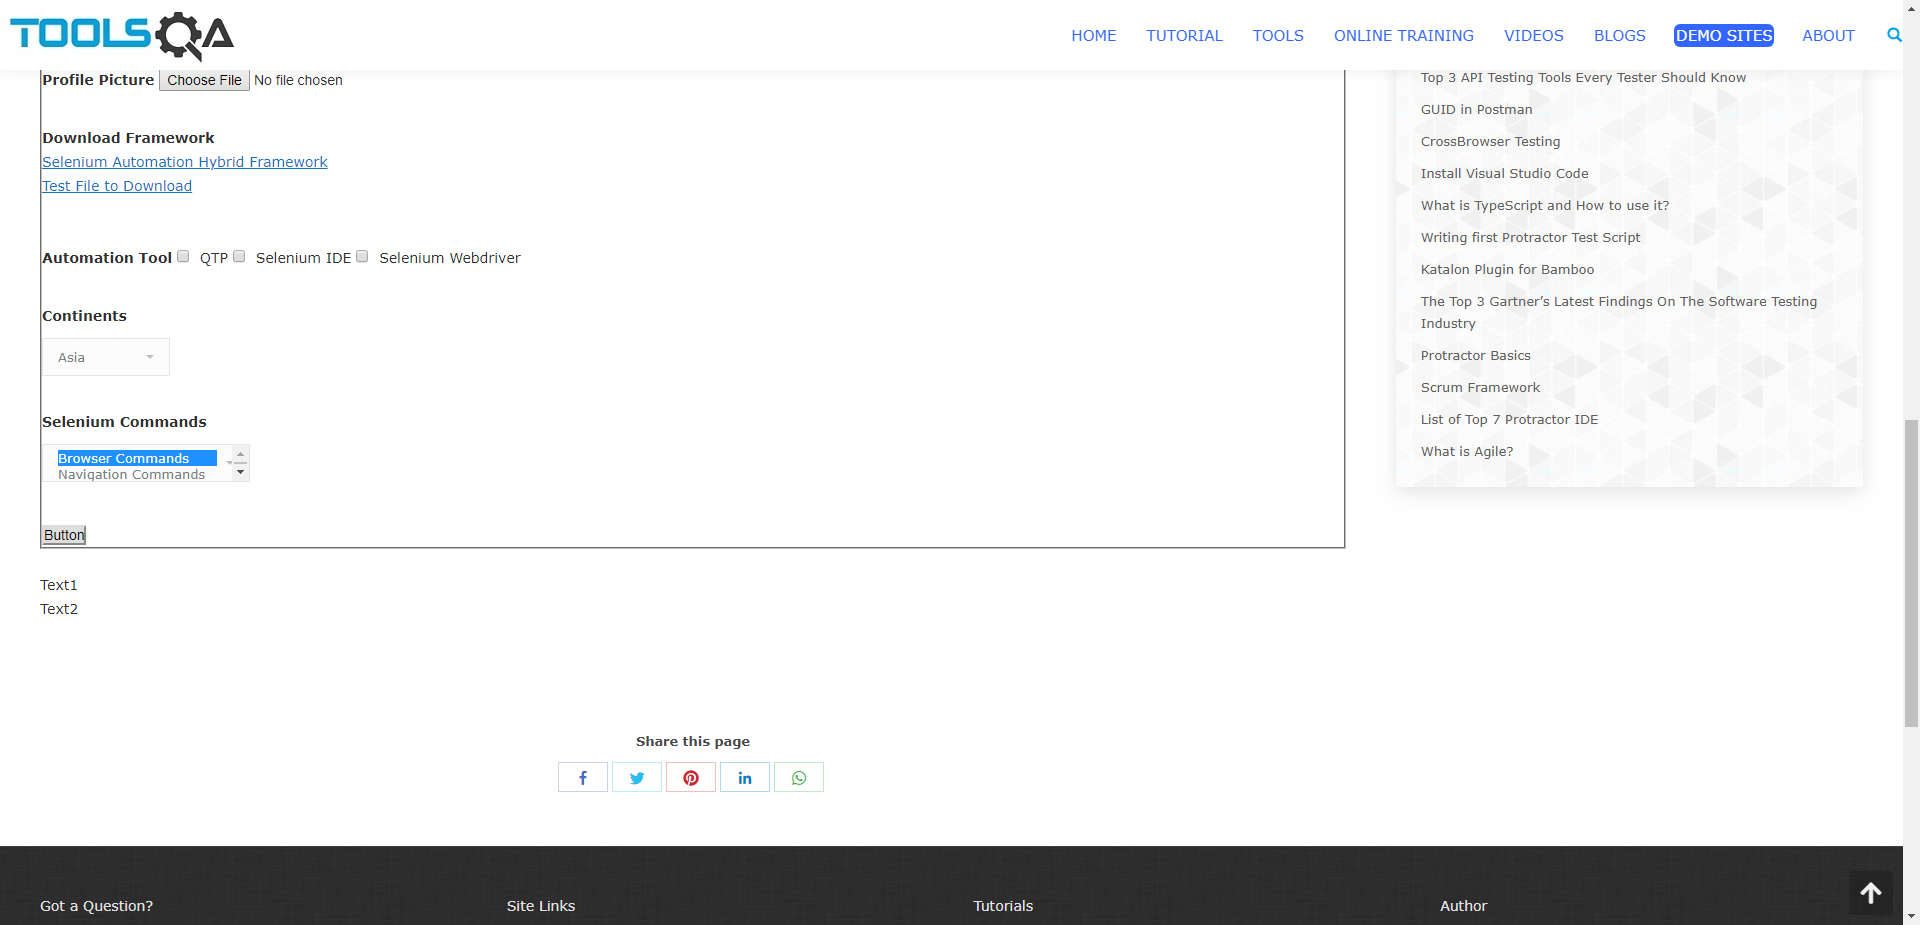 TOOLSQA
HOME TUTORIAL TOOLS ONLINE TRAINING VIDEOS BLOGS DEMO SITES ABOUT
Profile Picture Choose File No file chosen
Download Framework
Selenium Automation Hybrid Framework
Test File to Download
Automation Tool QTP Selenium IDE Selenium Webdriver
Continents
Asia
Selenium Commands
Browser Commands
Navigation Commands
Button
Text1
Text2
Top 3 API Testing Tools Every Tester Should Know
GUID in Postman
CrossBrowser Testing
Install Visual Studio Code
What is TypeScript and How to use it?
Writing first Protractor Test Script
Katalon Plugin for Bamboo
The Top 3 Gartner’s Latest Findings On The Software Testing
Industry
Protractor Basics
Scrum Framework
List of Top 7 Protractor IDE
What is Agile?
Share this page
Got a Question? Site Links Tutorials Author